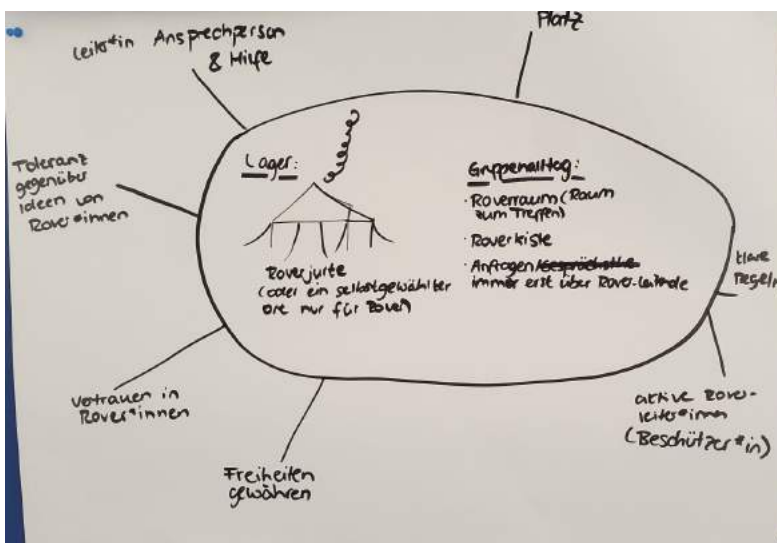 Leiter*in Ansprechperson
& Hilfe
Platz
Toleranz
gegenüber
Ideen von
Rover*innen
Lager:
Roverjurte
(oder ein selbstgewählter
Ort nur für Rover)
Gruppenalltag:
· Roverraum (Raum
zum Treffen)
· Roverkiste
· Anfragen
immer erst über Rover-Leitende
klare
Regeln
Vertrauen in
Rover*innen
Freiheiten
gewähren
aktive Rover-
leiter*innen
(Beschützer*in)